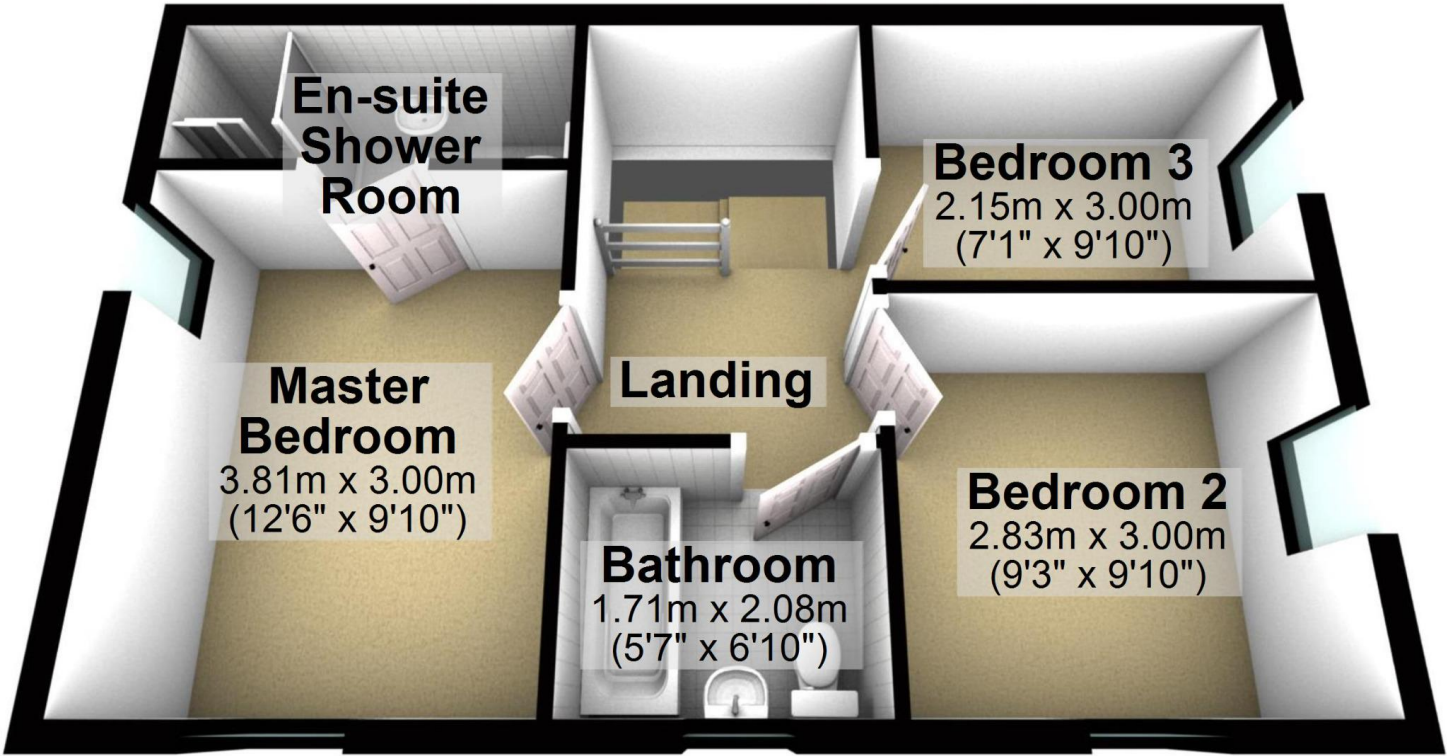 En-suite
Shower
Room
Bedroom 3
2.15m x 3.00m
(7'1" x 9'10")
Master
Bedroom
3.81m x 3.00m
(12'6" x 9'10")
Landing
Bedroom 2
2.83m x 3.00m
(9'3" x 9'10")
Bathroom
1.71m x 2.08m
(5'7" x 6'10")